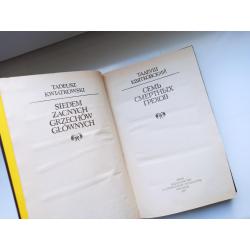 TADEUSZ
KWIATKOWSKI
SIEDEM
ZACNYCH
GRZECHÓW
GŁÓWNYCH
ТАДЕУШ
КВЯТКОВСКИЙ
СЕМЬ
СМЕРТНЫХ
ГРЕХОВ